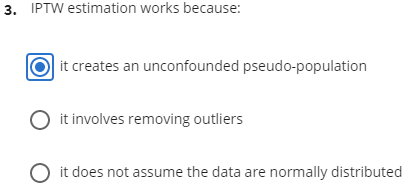 3. IPTW estimation works because:
it creates an unconfounded pseudo-population
it involves removing outliers
it does not assume the data are normally distributed